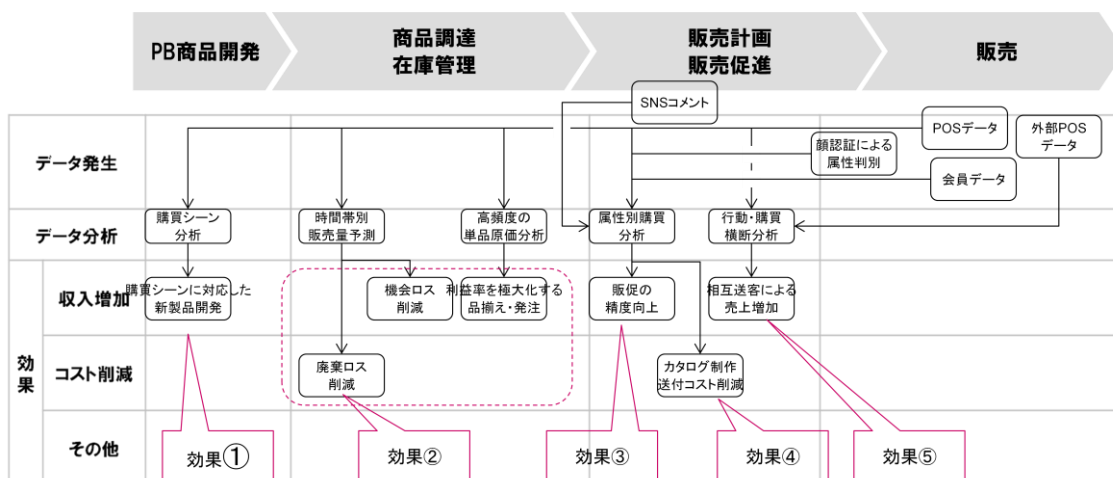 PB商品開発
商品調達
在庫管理
販売計画
販売促進
販売
SNSコメント
POSデータ
外部POS
データ
顔認証による
属性判別
会員データ
データ発生
データ分析
購買シーン
分析
時間帯別
販売量予測
高頻度の
単品原価分析
属性別購買
分析
行動・購買
横断分析
効果
収入増加
購買シーンに対応した
新製品開発
機会ロス
削減
利益率を極大化する
品揃え・発注
販促の
精度向上
相互送客による
売上増加
コスト削減
廃棄ロス
削減
カタログ制作
送付コスト削減
その他
効果①
効果②
効果③
効果④
効果⑤